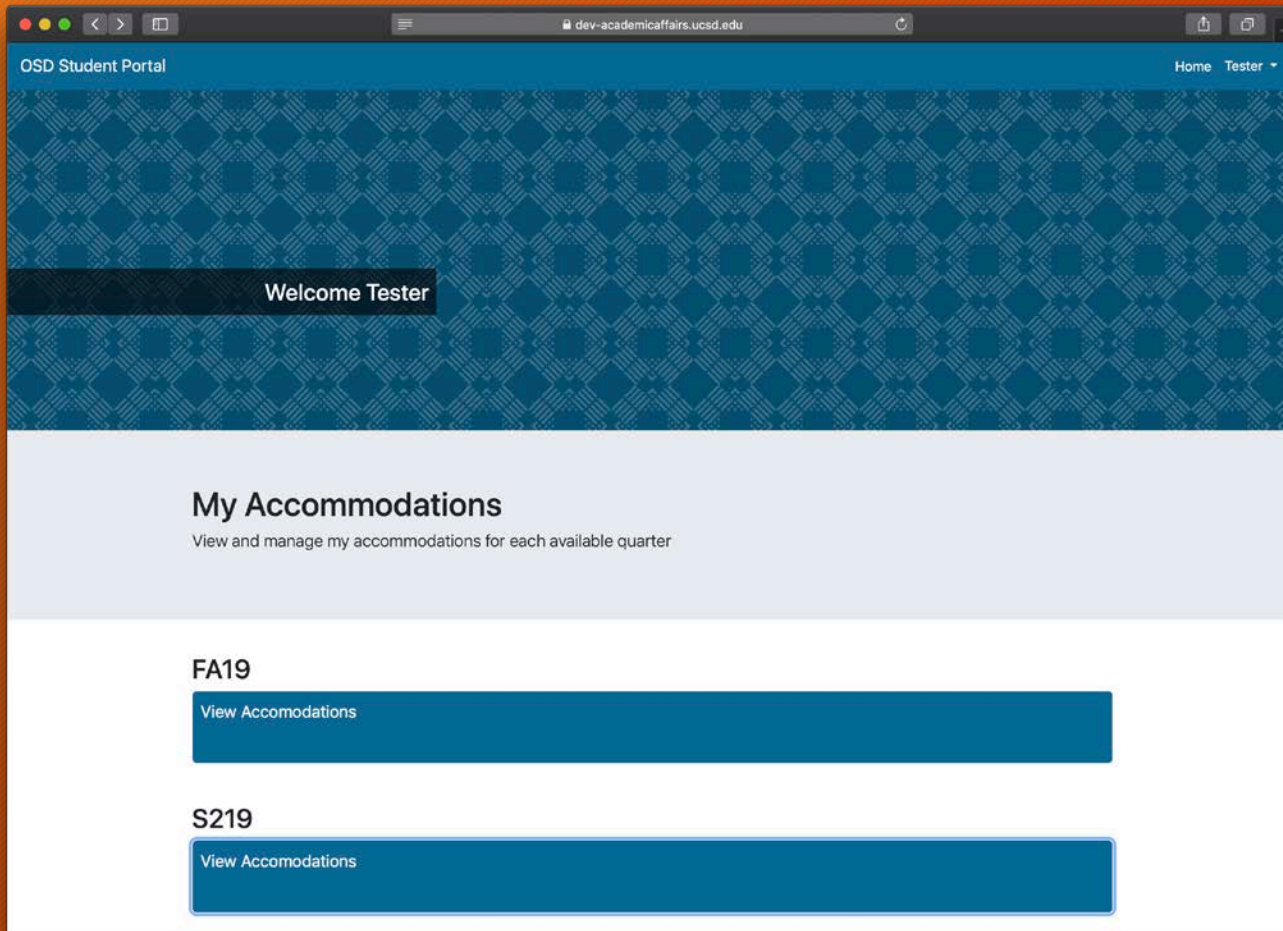 dev-academicaffairs.ucsd.edu
OSD Student Portal
Home Tester
Welcome Tester
My Accommodations
View and manage my accommodations for each available quarter
FA19
View Accomodations
S219
View Accomodations